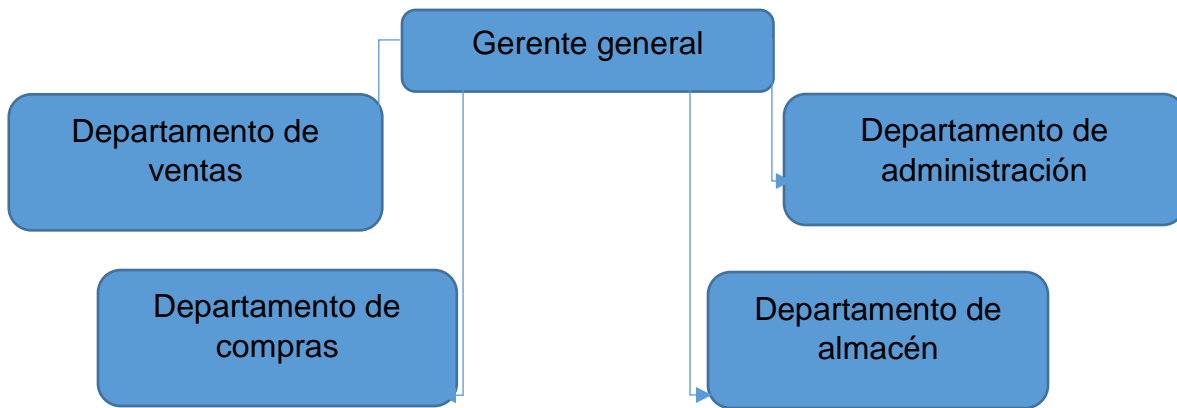 Gerente general
Departamento de
ventas
Departamento de
administración
Departamento de
compras
Departamento de
almacén